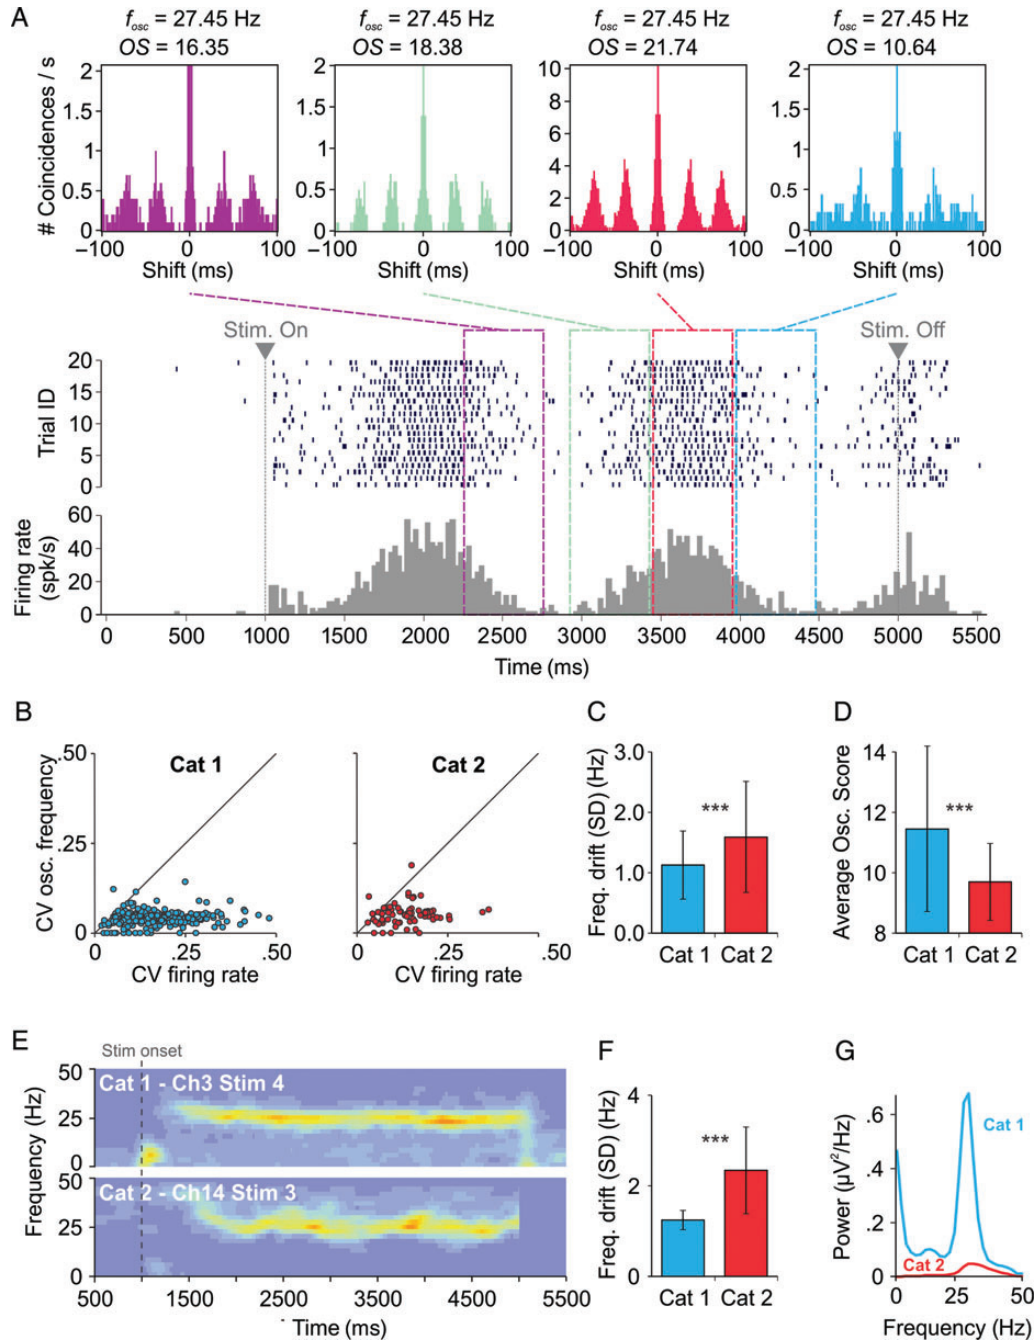 A
fosc = 27.45 Hz
OS = 16.35
fosc = 27.45 Hz
OS = 18.38
fosc = 27.45 Hz
OS = 21.74
fosc = 27.45 Hz
OS = 10.64
# Coincidences / s
2
1.5
1
0.5
0
–100 0 100
Shift (ms)
2
1.5
1
0.5
0
–100 0 100
Shift (ms)
10
8
6
4
2
0
–100 0 100
Shift (ms)
2
1.5
1
0.5
0
–100 0 100
Shift (ms)
Stim. On
Stim. Off
Trial ID
20
15
10
5
0
Firing rate
(spk/s)
60
40
20
0
0 500 1000 1500 2000 2500 3000 3500 4000 4500 5000 5500
Time (ms)
B
CV osc. frequency
.50
.25
0
Cat 1
0 .25 .50
CV firing rate
Cat 2
0 .25 .50
CV firing rate
C
Freq. drift (SD) (Hz)
3.0
2.0
1.0
0.0
***
Cat 1 Cat 2
D
Average Osc. Score
14
12
10
8
***
Cat 1 Cat 2
E
Stim onset
Frequency (Hz)
50
25
0
Cat 1 - Ch3 Stim 4
50
25
0
Cat 2 - Ch14 Stim 3
500 1500 2500 3500 4500 5500
Time (ms)
F
Freq. drift (SD) (Hz)
4
2
0
***
Cat 1 Cat 2
G
Power (µV²/Hz)
.6
.4
.2
0
Cat 1
Cat 2
0 25 50
Frequency (Hz)